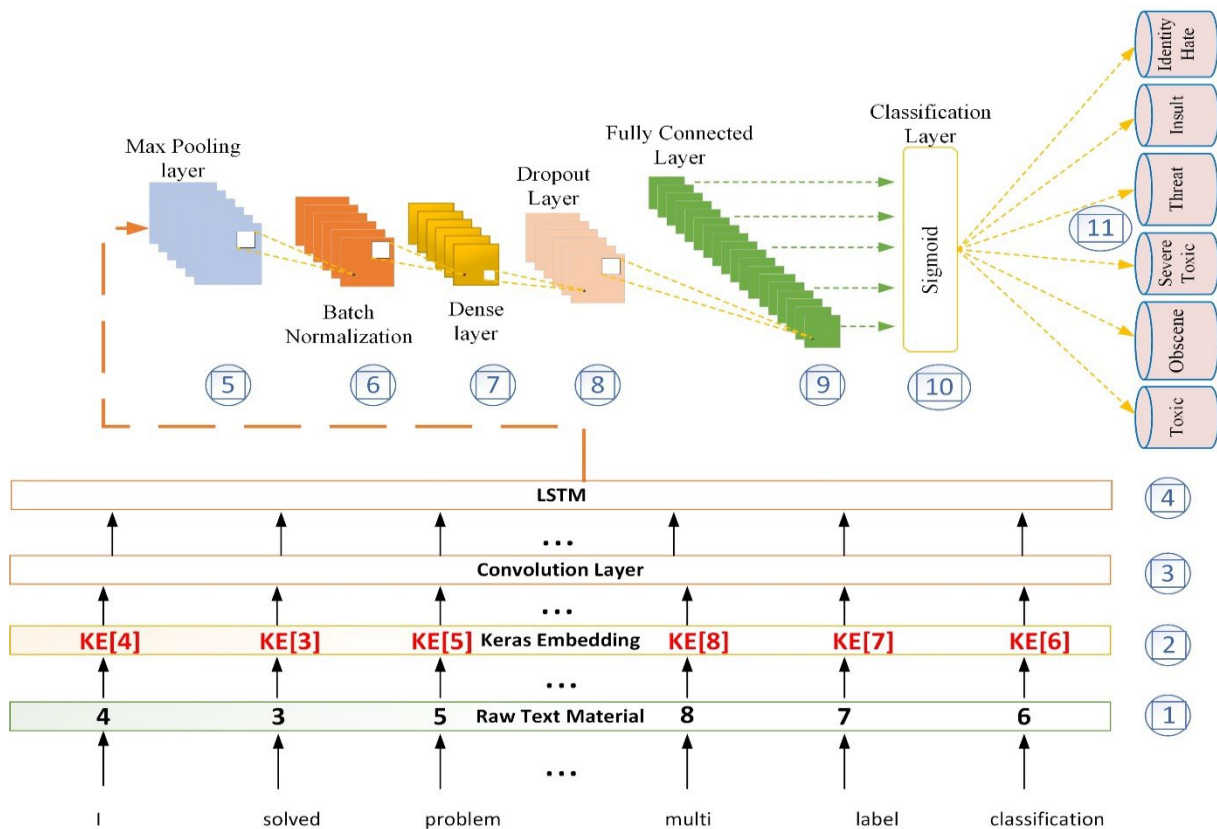 Identity
Hate
Insult
Threat
11
Severe
Toxic
Obscene
Toxic
Classification
Layer
Sigmoid
10
Fully Connected
Layer
9
Dropout
Layer
8
Dense
layer
7
Batch
Normalization
6
Max Pooling
layer
5
LSTM
4
...
Convolution Layer
3
...
KE[4] KE[3] KE[5] Keras Embedding KE[8] KE[7] KE[6]
2
...
4 3 5 Raw Text Material 8 7 6
1
...
I solved problem multi label classification